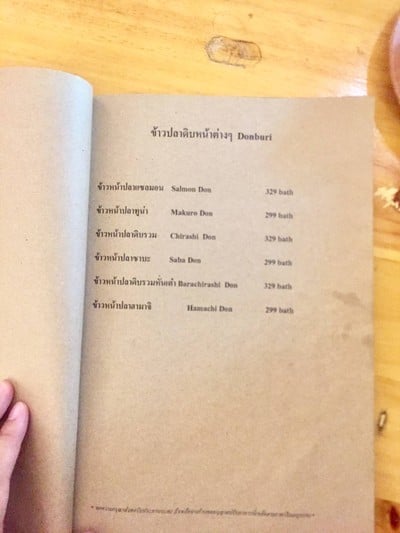 ข้าวปลาดิบหน้าต่างๆ Donburi
ข้าวหน้าปลาแซลมอน Salmon Don 329 bath
ข้าวหน้าปลาทูน่า Makuro Don 299 bath
ข้าวหน้าปลาดิบรวม Chirashi Don 329 bath
ข้าวหน้าปลาซาบะ Saba Don 299 bath
ข้าวหน้าปลาดิบรวมหั่นเต๋า Barachirashi Don 329 bath
ข้าวหน้าปลาฮามาจิ Hamachi Don 299 bath